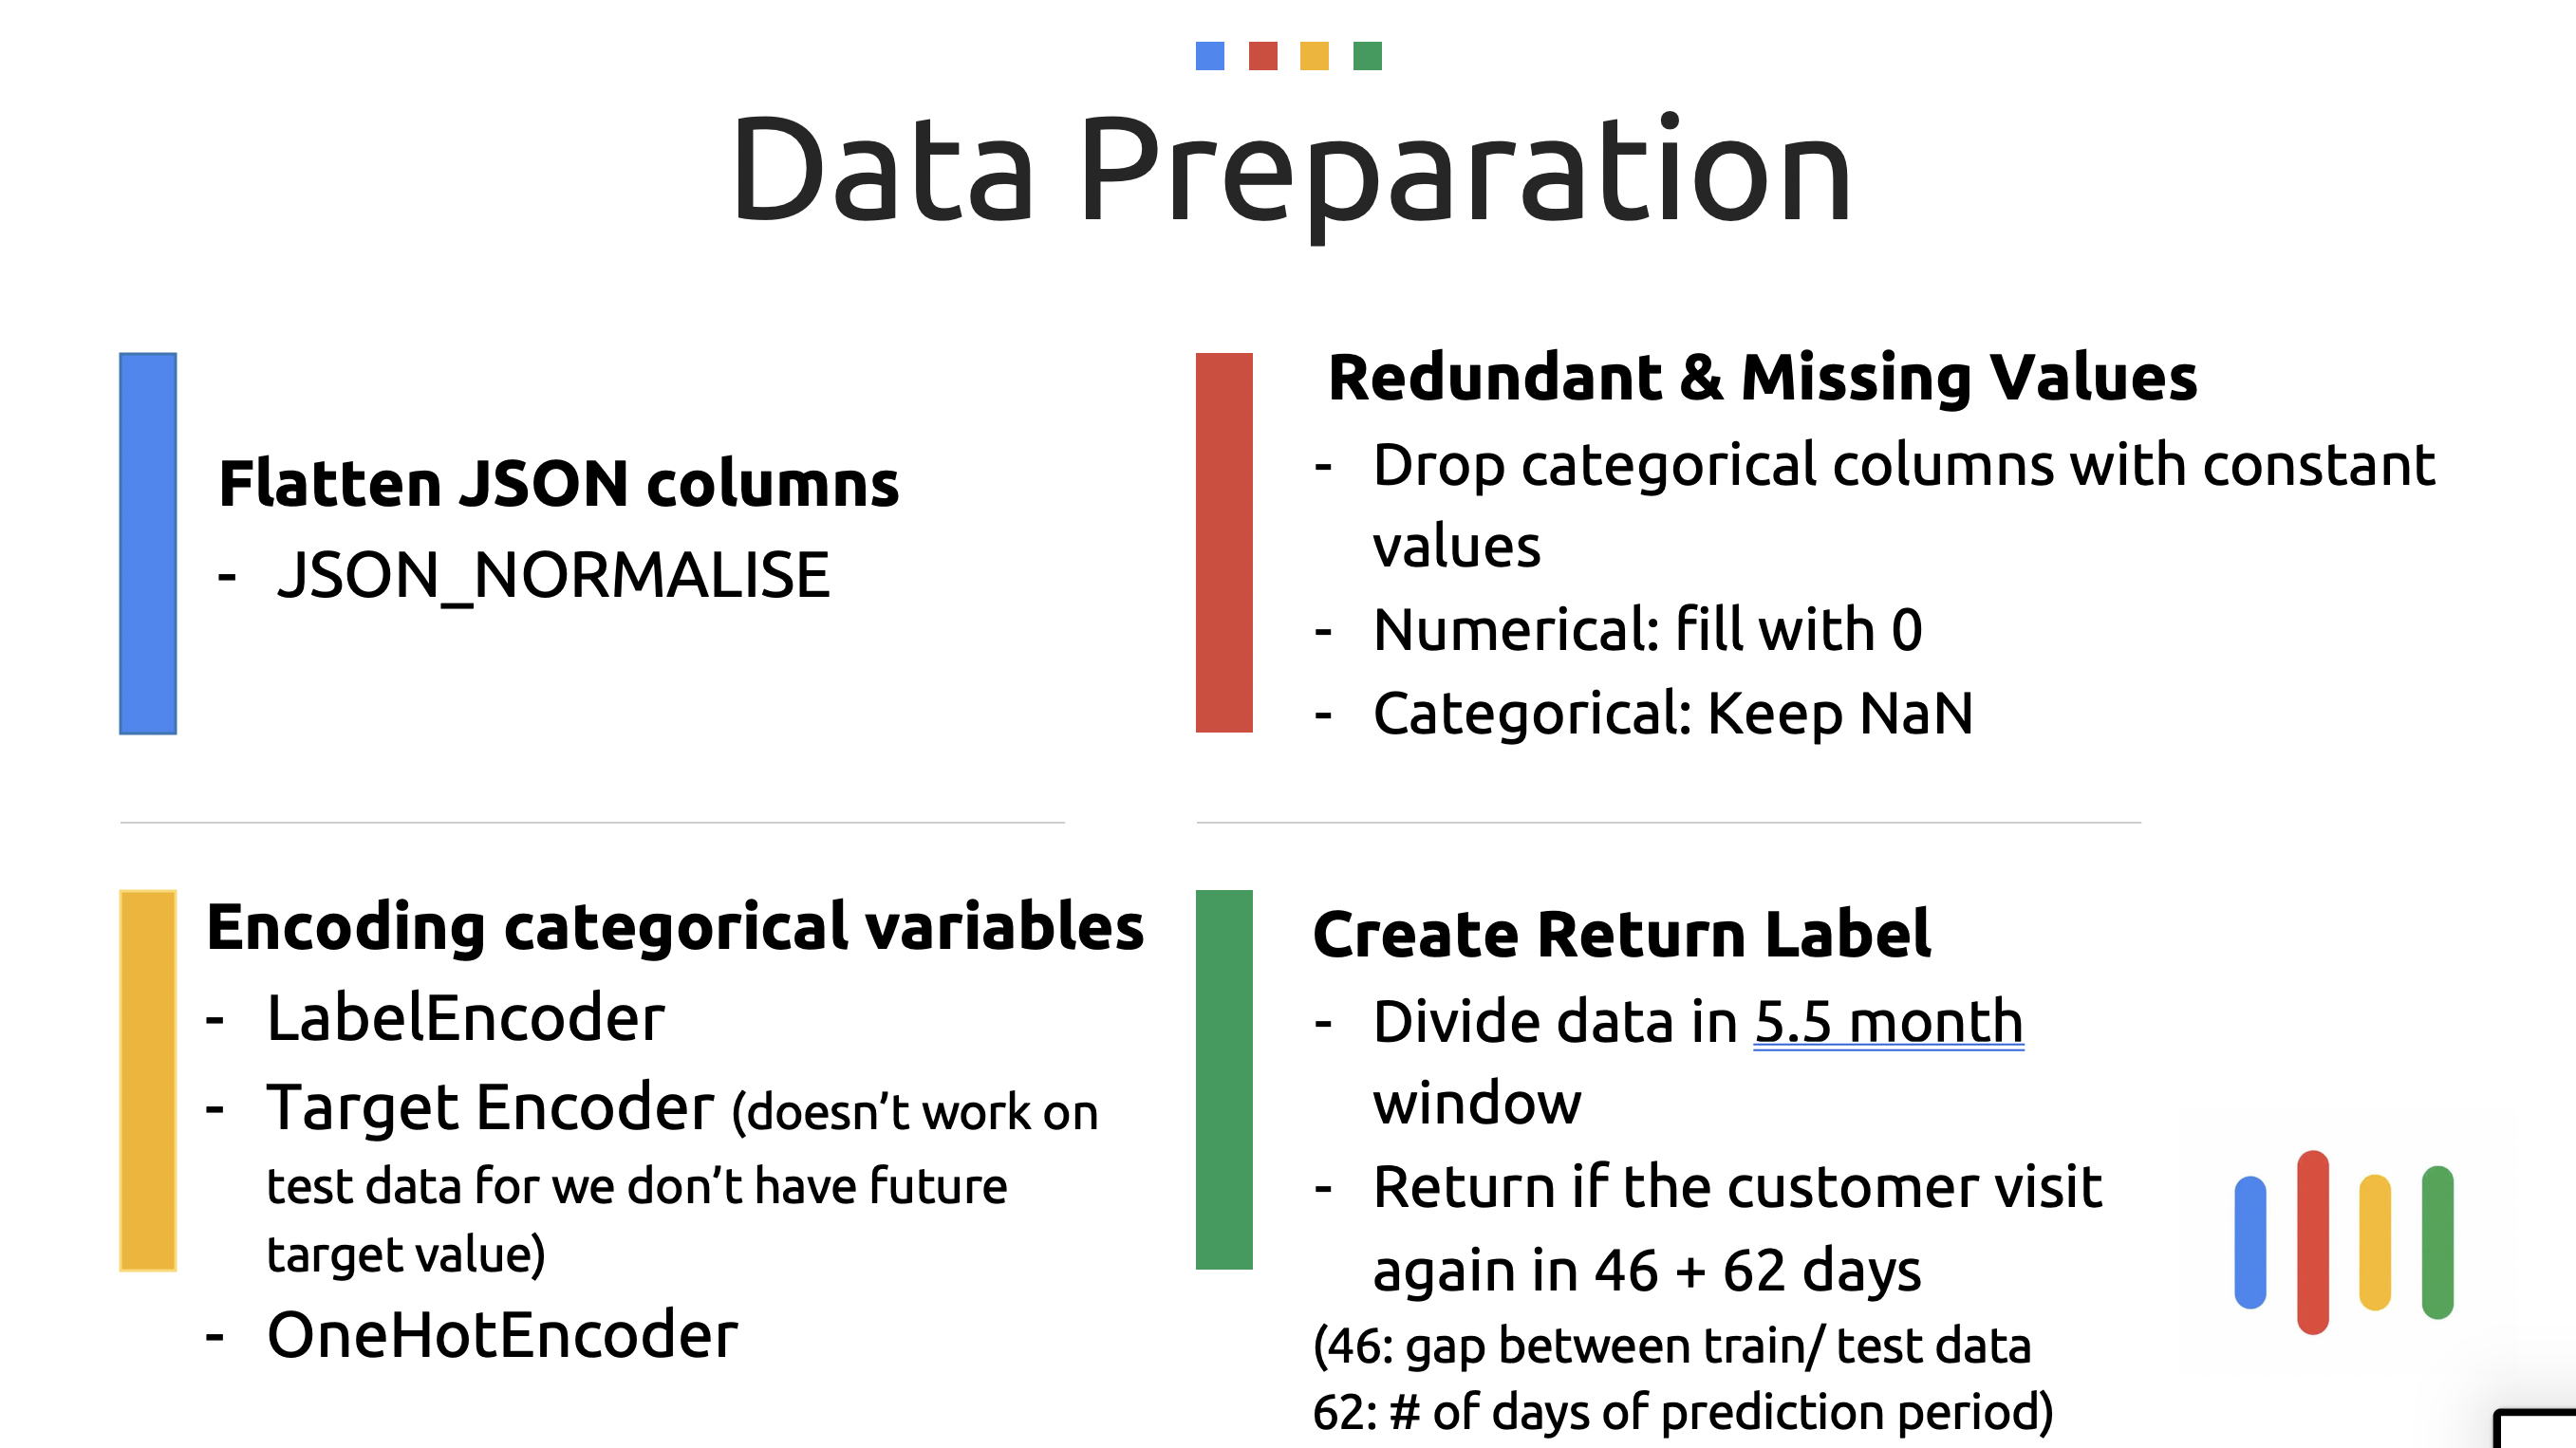 Data Preparation
Flatten JSON columns
- JSON_NORMALISE
Redundant & Missing Values
- Drop categorical columns with constant
values
- Numerical: fill with 0
- Categorical: Keep NaN
Encoding categorical variables
- LabelEncoder
- Target Encoder (doesn’t work on
test data for we don’t have future
target value)
- OneHotEncoder
Create Return Label
- Divide data in 5.5 month
window
- Return if the customer visit
again in 46 + 62 days
(46: gap between train/ test data
62: # of days of prediction period)